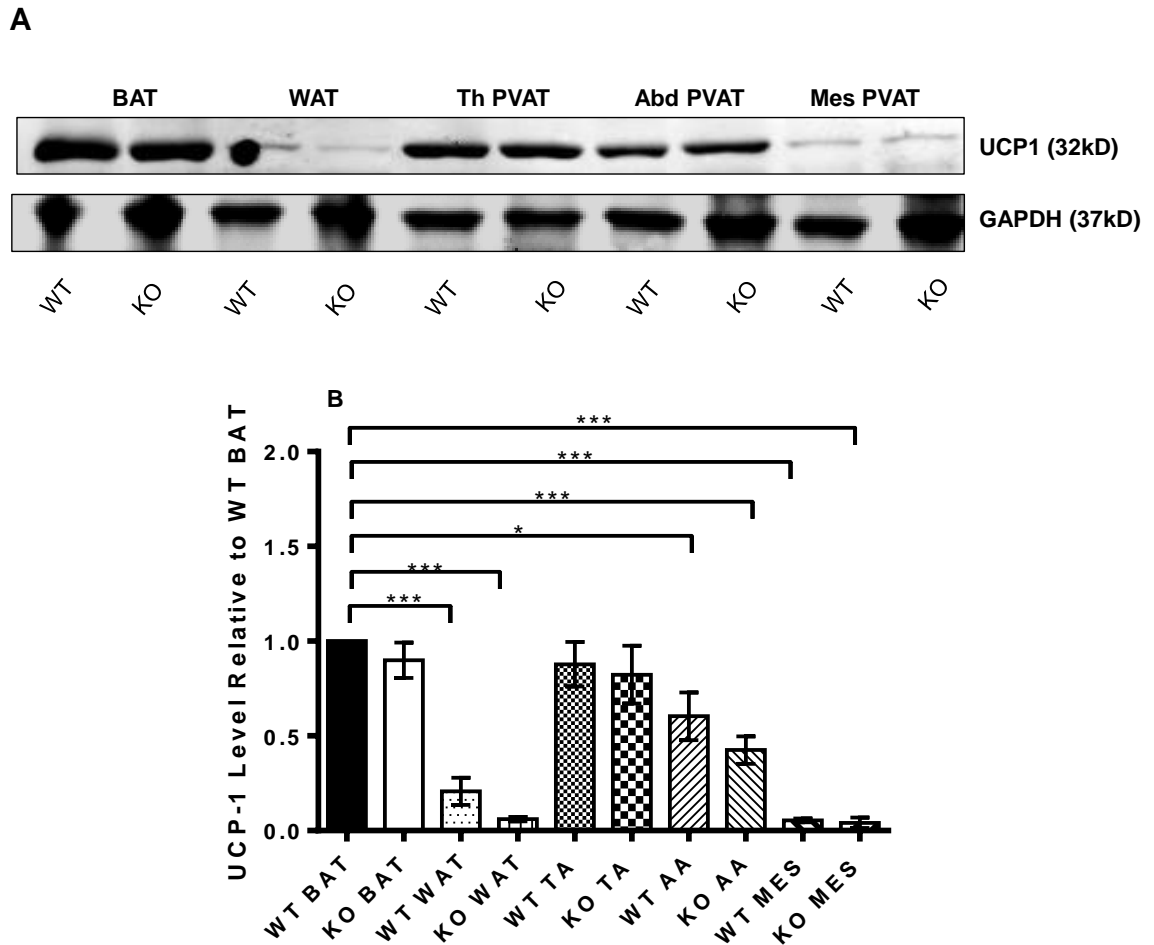 A
BAT WAT Th PVAT Abd PVAT Mes PVAT
UCP1 (32kD)
GAPDH (37kD)
WT KO WT KO WT KO WT KO WT KO
B
UCP-1 Level Relative to WT BAT
***
***
***
*
***
***
2.0
1.5
1.0
0.5
0.0
WT BAT KO BAT WT WAT KO WAT WT TA KO TA WT AA KO AA WT MES KO MES